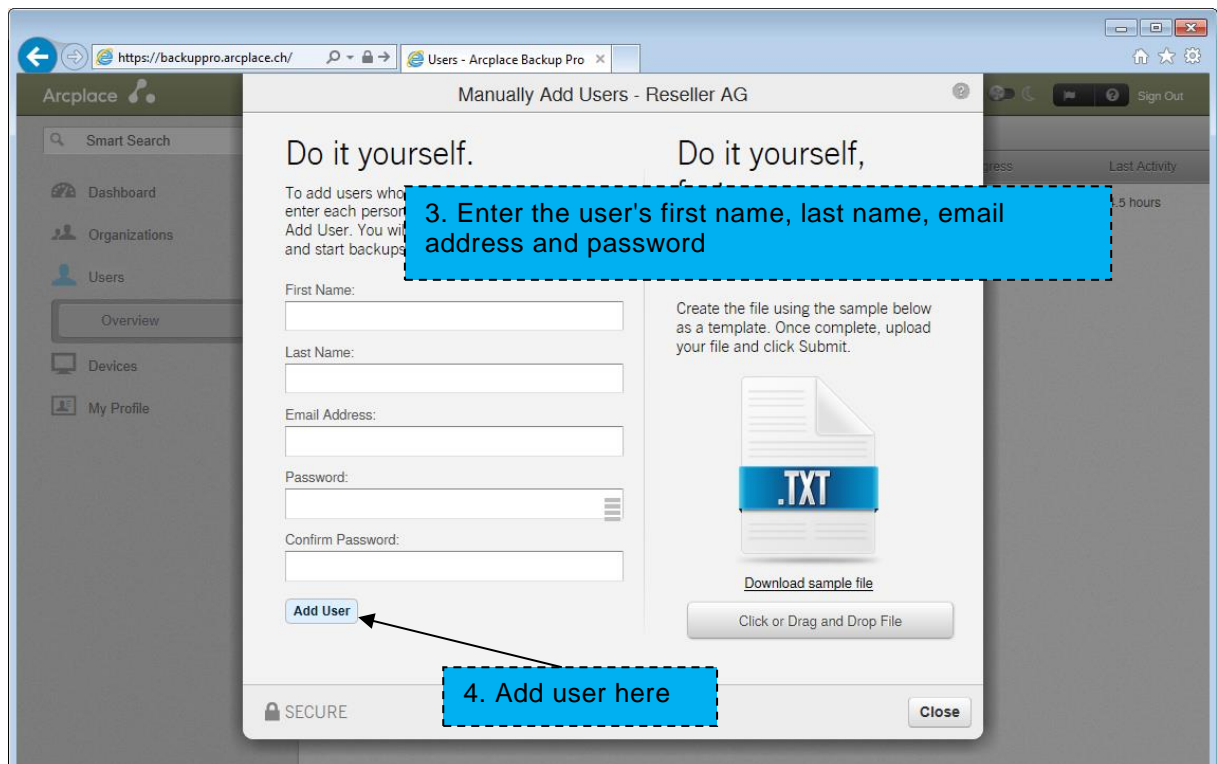 https://backuppro.arcplace.ch/
Users - Arcplace Backup Pro
Arcplace
Manually Add Users - Reseller AG
Sign Out
Smart Search
Dashboard
Organizations
Users
Overview
Devices
My Profile
Last Activity
.5 hours
Do it yourself.
To add users who
enter each person
Add User. You wil
and start backups
3. Enter the user's first name, last name, email
address and password
First Name:
Last Name:
Email Address:
Password:
Confirm Password:
Add User
4. Add user here
SECURE
Do it yourself,
Create the file using the sample below
as a template. Once complete, upload
your file and click Submit.
.TXT
Download sample file
Click or Drag and Drop File
Close